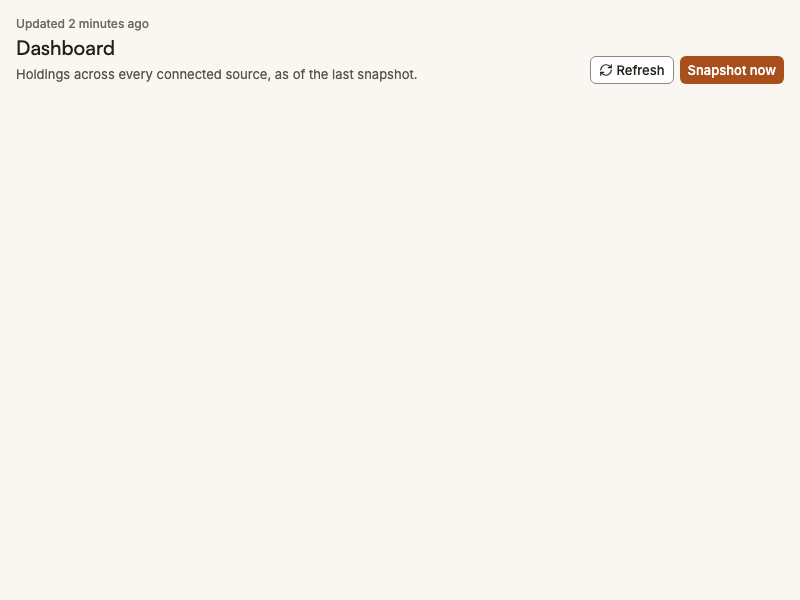 Updated 2 minutes ago
Dashboard
Holdings across every connected source, as of the last snapshot.
Refresh
Snapshot now